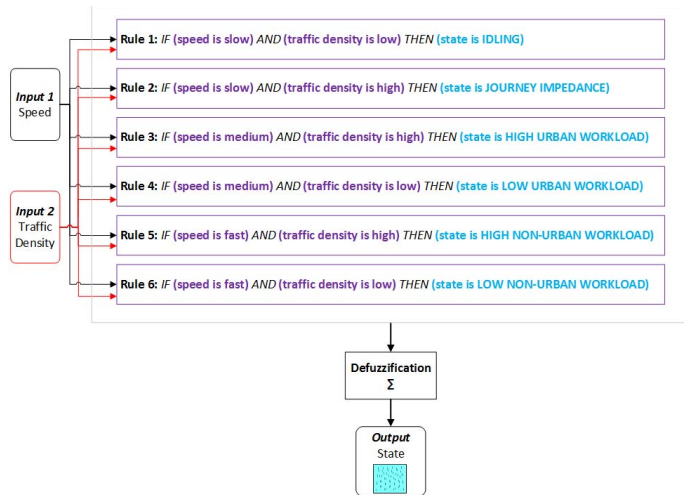 Rule 1: IF (speed is slow) AND (traffic density is low) THEN (state is IDLING)
Rule 2: IF (speed is slow) AND (traffic density is high) THEN (state is JOURNEY IMPEDANCE)
Input 1
Speed
Rule 3: IF (speed is medium) AND (traffic density is high) THEN (state is HIGH URBAN WORKLOAD)
Rule 4: IF (speed is medium) AND (traffic density is low) THEN (state is LOW URBAN WORKLOAD)
Input 2
Traffic
Density
Rule 5: IF (speed is fast) AND (traffic density is high) THEN (state is HIGH NON-URBAN WORKLOAD)
Rule 6: IF (speed is fast) AND (traffic density is low) THEN (state is LOW NON-URBAN WORKLOAD)
Defuzzification
Σ
Output
State